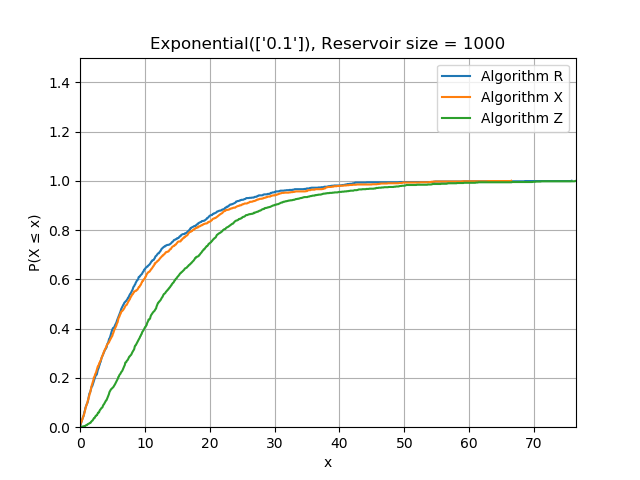 Exponential(['0.1']), Reservoir size = 1000
Algorithm R
Algorithm X
Algorithm Z
P(X ≤ x)
1.4
1.2
1.0
0.8
0.6
0.4
0.2
0.0
0 10 20 30 40 50 60 70
x